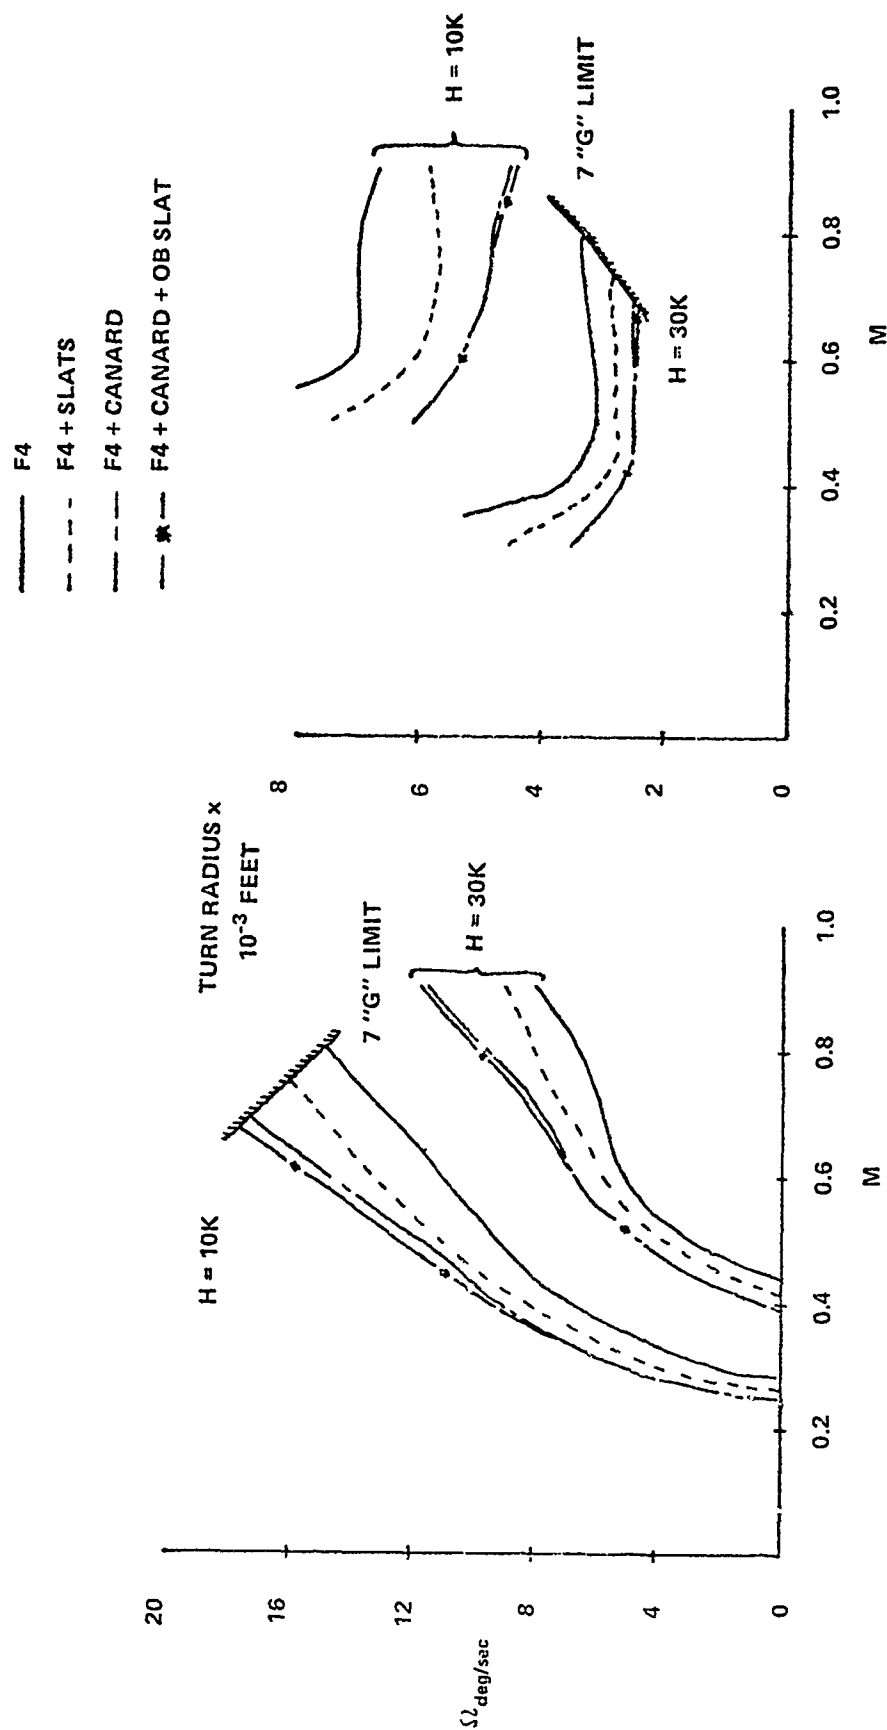 F4
F4 + SLATS
F4 + CANARD
F4 + CANARD + OB SLAT
Ω deg/sec
20
16
12
8
4
0
0.2
0.4
0.6
0.8
1.0
M
H = 10K
7 "G" LIMIT
H = 30K
TURN RADIUS x
10⁻³ FEET
8
6
4
2
0
0.2
0.4
0.6
0.8
1.0
M
H = 10K
7 "G" LIMIT
H = 30K